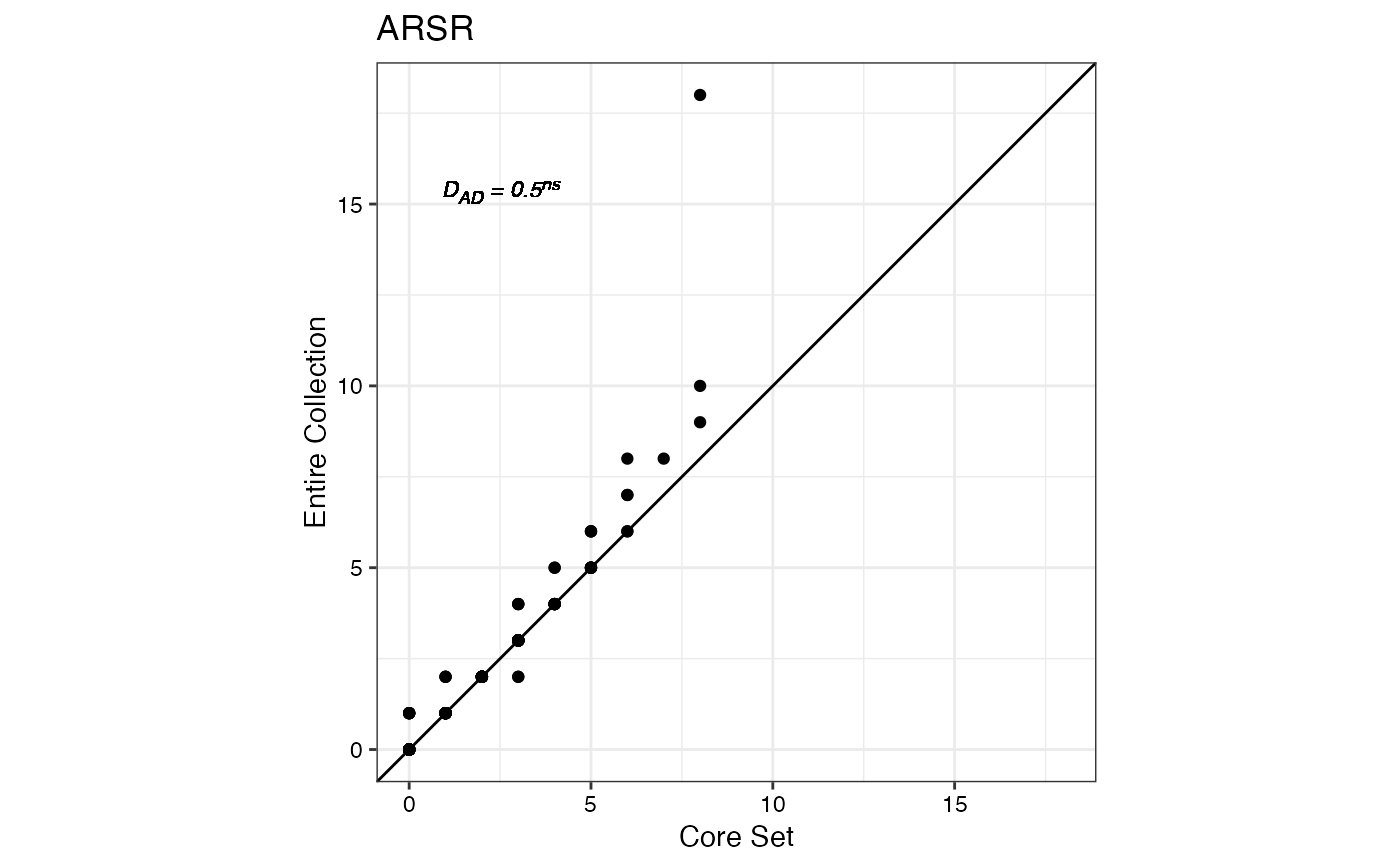 ARSR
D_AD = 0.5^ns
15
10
5
0
Entire Collection
0 5 10 15
Core Set